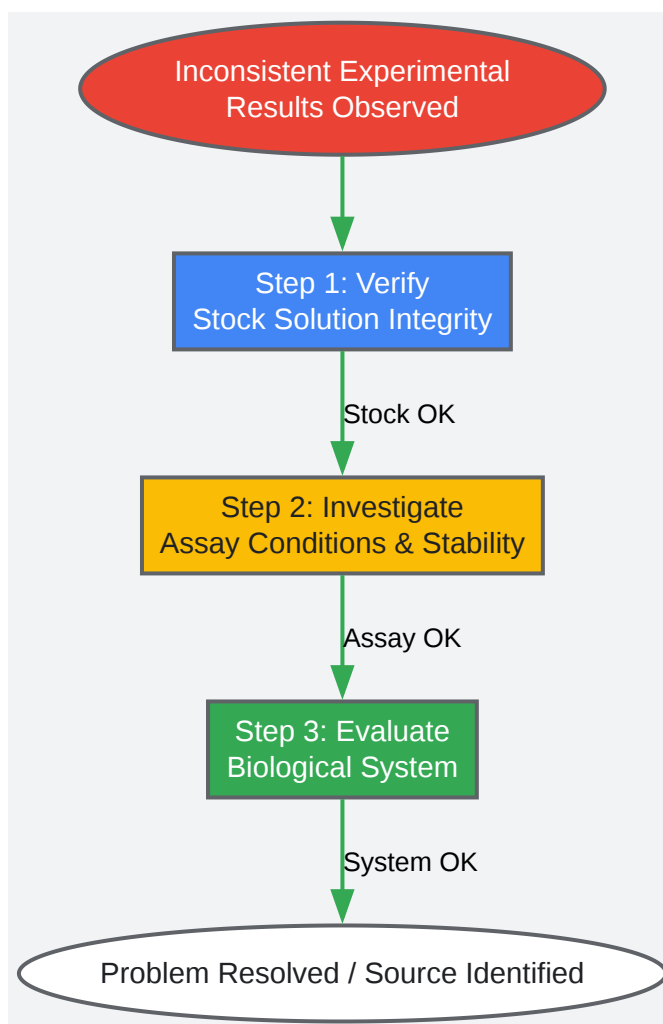 Inconsistent Experimental
Results Observed
Step 1: Verify
Stock Solution Integrity
Stock OK
Step 2: Investigate
Assay Conditions & Stability
Assay OK
Step 3: Evaluate
Biological System
System OK
Problem Resolved / Source Identified